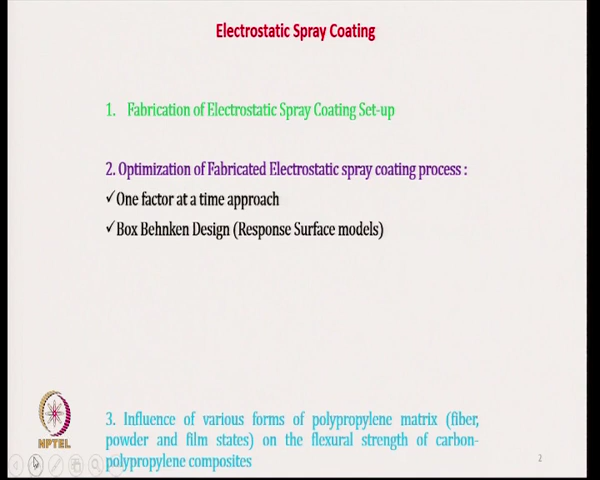 Electrostatic Spray Coating
1. Fabrication of Electrostatic Spray Coating Set-up
2. Optimization of Fabricated Electrostatic spray coating process :
✓One factor at a time approach
✓Box Behnken Design (Response Surface models)
3. Influence of various forms of polypropylene matrix (fiber,
powder and film states) on the flexural strength of carbon-
polypropylene composites
NPTEL
2